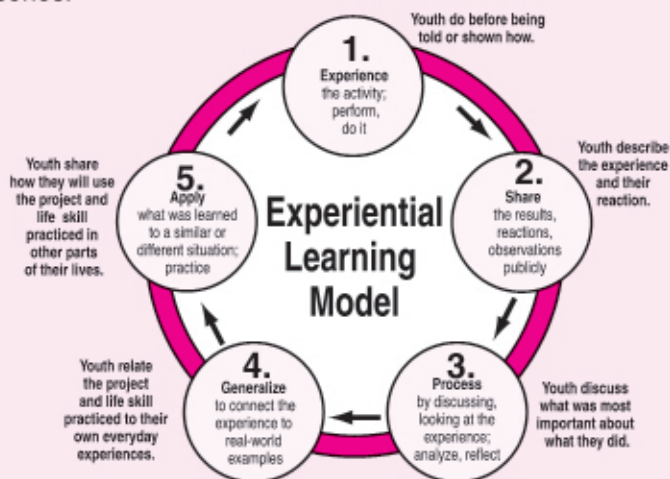 Youth do before being
told or shown how.
1.
Experience
the activity;
perform,
do it
Youth describe
the experience
and their
reaction.
2.
Share
the results,
reactions,
observations
publicly
Experiential
Learning
Model
3.
Process
by discussing,
looking at the
experience;
analyze, reflect
Youth discuss
what was most
important about
what they did.
4.
Generalize
to connect the
experience to
real-world
examples
Youth relate
the project
and life skill
practiced to their
own everyday
experiences.
5.
Apply
what was learned
to a similar or
different situation;
practice
Youth share
how they will use
the project and
life skill
practiced in
other parts
of their lives.